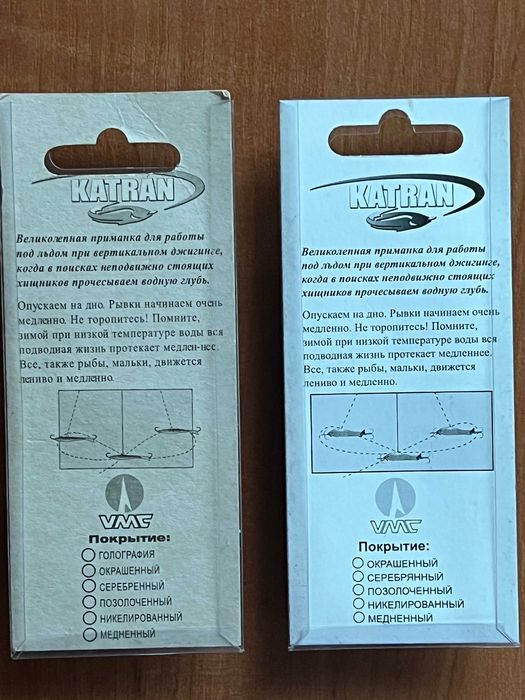 KATRAN
Великолепная приманка для работы
под льдом при вертикальном джигинге,
когда в поисках неподвижно стоящих
хищников прочесываем водную глубь.
Опускаем на дно. Рывки начинаем очень
медленно. Не торопитесь! Помните,
зимой при низкой температуре воды вся
подводная жизнь протекает медлен-нее.
Все, также рыбы, мальки, движется
лениво и медленно.
VMC
Покрытие:
ГОЛОГРАФИЯ
ОКРАШЕННЫЙ
СЕРЕБРЕННЫЙ
ПОЗОЛОЧЕННЫЙ
НИКЕЛИРОВАННЫЙ
МЕДНЕННЫЙ
KATRAN
Великолепная приманка для работы
под льдом при вертикальном джигинге,
когда в поисках неподвижно стоящих
хищников прочесываем водную глубь.
Опускаем на дно. Рывки начинаем очень
медленно. Не торопитесь! Помните,
зимой при низкой температуре воды вся
подводная жизнь протекает медленнее.
Все, также рыбы, мальки, движется
лениво и медленно.
VMC
Покрытие:
ОКРАШЕННЫЙ
СЕРЕБРЯННЫЙ
ПОЗОЛОЧЕННЫЙ
НИКЕЛИРОВАННЫЙ
МЕДНЕННЫЙ